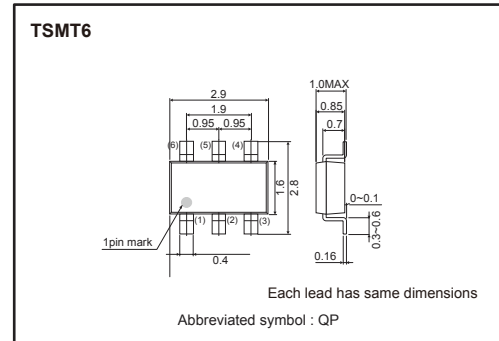 TSMT6
1.0MAX
2.9
0.85
1.9
0.7
0.95 0.95
(6) (5) (4)
1.6
2.8
0~0.1
0.3~0.6
(1) (2) (3)
1pin mark
0.4
0.16
Each lead has same dimensions
Abbreviated symbol : QP